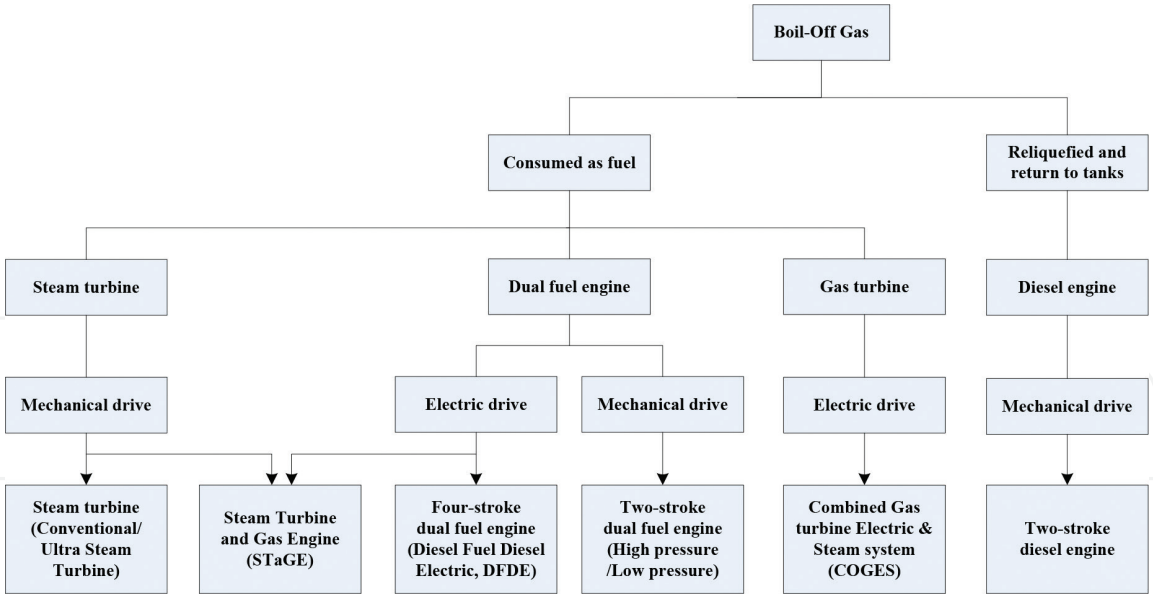 Boil-Off Gas
Consumed as fuel
Reliquefied and
return to tanks
Steam turbine
Dual fuel engine
Gas turbine
Diesel engine
Mechanical drive
Electric drive
Mechanical drive
Electric drive
Mechanical drive
Steam turbine
(Conventional/
Ultra Steam
Turbine)
Steam Turbine
and Gas Engine
(STaGE)
Four-stroke
dual fuel engine
(Diesel Fuel Diesel
Electric, DFDE)
Two-stroke
dual fuel engine
(High pressure
/Low pressure)
Combined Gas
turbine Electric &
Steam system
(COGES)
Two-stroke
diesel engine